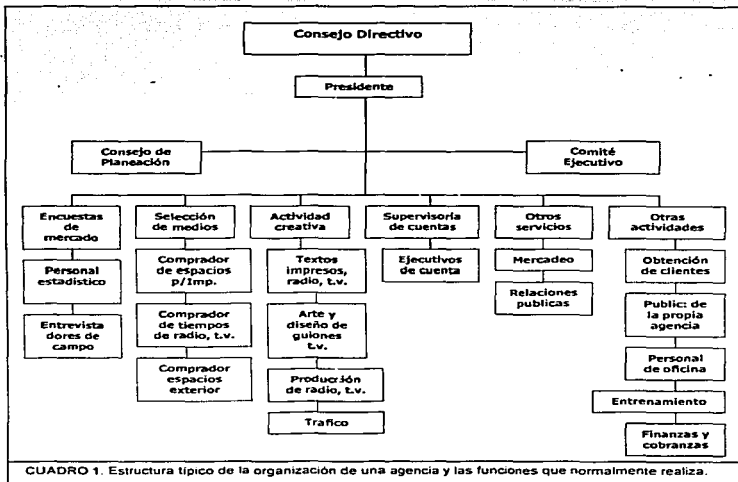 Consejo Directivo
Presidente
Consejo de
Planeación
Comité
Ejecutivo
Encuestas
de
mercado
Personal
estadístico
Entrevista
dores de
campo
Selección
de medios
Comprador
de espacios
p/Imp.
Comprador
de tiempos
de radio, t.v.
Comprador
espacios
exterior
Actividad
creativa
Textos
impresos,
radio, t.v.
Arte y
diseño de
guiones
t.v.
Producción
de radio, t.v.
Trafico
Supervisoría
de cuentas
Ejecutivos
de cuenta
Otros
servicios
Mercadeo
Relaciones
publicas
Otras
actividades
Obtención
de clientes
Public: de
la propia
agencia
Personal
de oficina
Entrenamiento
Finanzas y
cobranzas
CUADRO 1. Estructura típico de la organización de una agencia y las funciones que normalmente realiza.